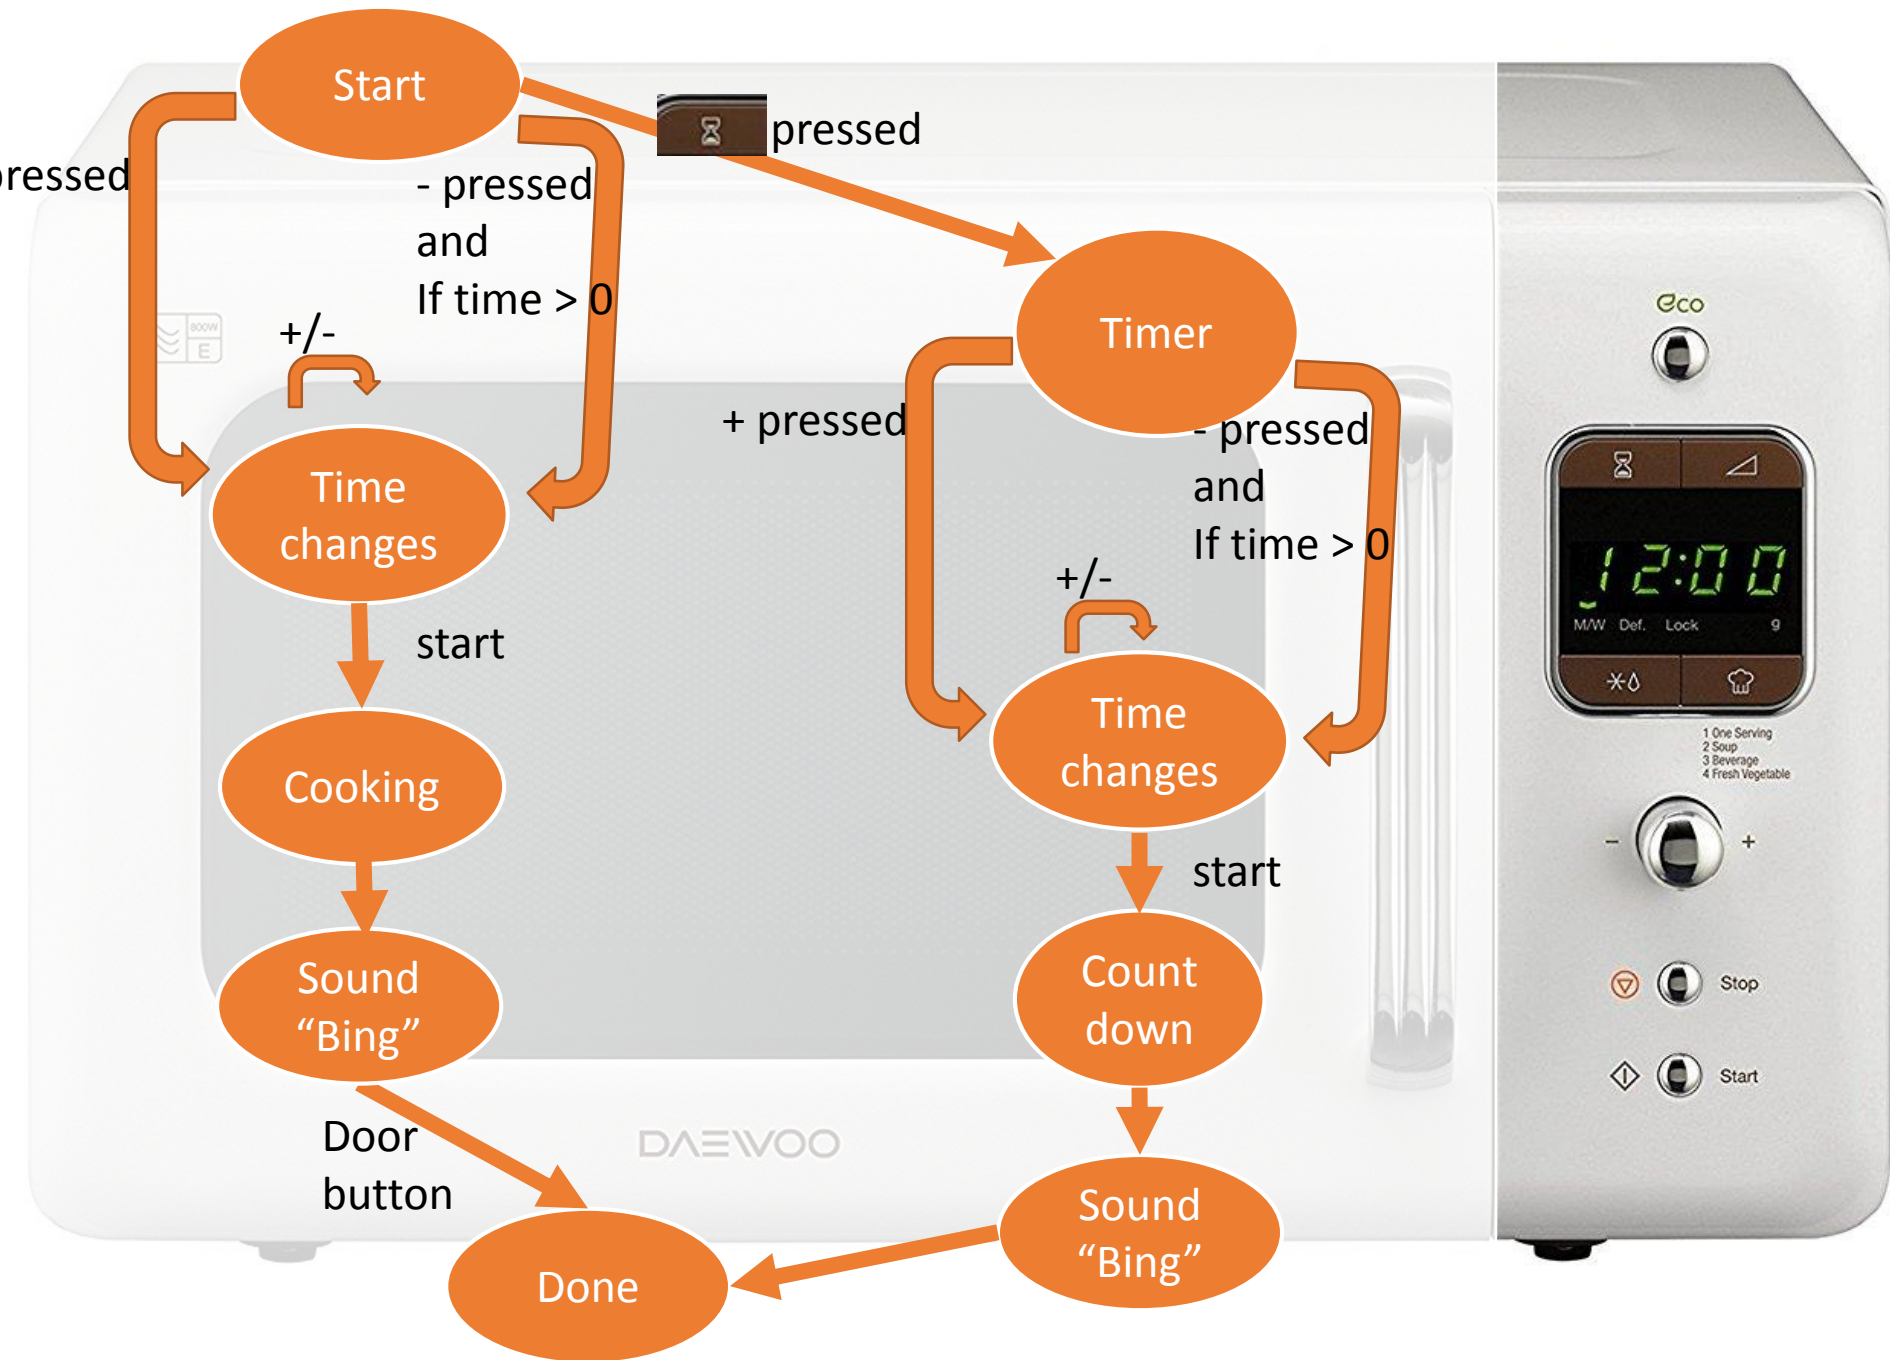 Start
pressed
pressed
- pressed
and
If time > 0
+/-
Time
changes
start
Cooking
Sound
“Bing”
Door
button
Done
Timer
+ pressed
- pressed
and
If time > 0
+/-
Time
changes
start
Count
down
Sound
“Bing”
800W
E
DAEWOO
eco
12:00
M/W Def. Lock g
1 One Serving
2 Soup
3 Beverage
4 Fresh Vegetable
- +
Stop
Start